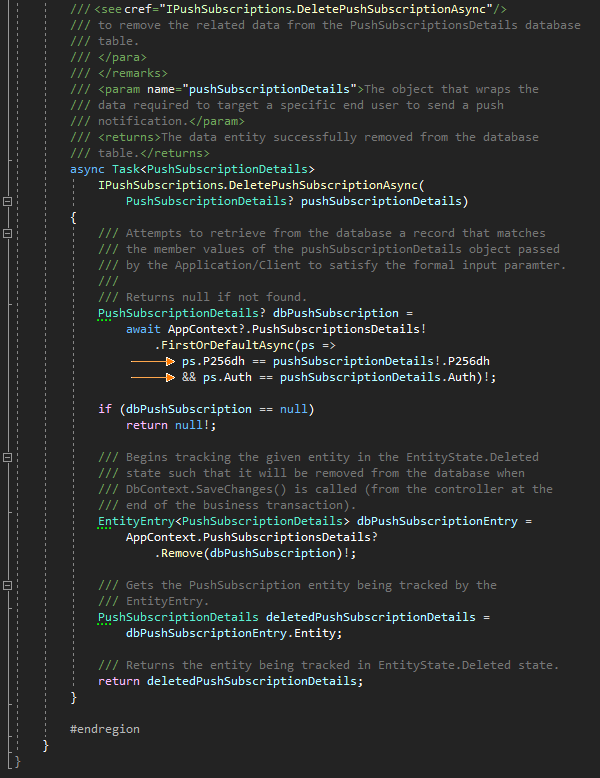 /// <see cref="IPushSubscriptions.DeletePushSubscriptionAsync"/>
/// to remove the related data from the PushSubscriptionsDetails database
/// table.
/// </para>
/// </remarks>
/// <param name="pushSubscriptionDetails">The object that wraps the
/// data required to target a specific end user to send a push
/// notification.</param>
/// <returns>The data entity successfully removed from the database
/// table.</returns>
async Task<PushSubscriptionDetails>
IPushSubscriptions.DeletePushSubscriptionAsync(
PushSubscriptionDetails? pushSubscriptionDetails)
{
/// Attempts to retrieve from the database a record that matches
/// the member values of the pushSubscriptionDetails object passed
/// by the Application/Client to satisfy the formal input paramter.
///
/// Returns null if not found.
PushSubscriptionDetails? dbPushSubscription =
await AppContext?.PushSubscriptionsDetails!
.FirstOrDefaultAsync(ps =>
ps.P256dh == pushSubscriptionDetails!.P256dh
&& ps.Auth == pushSubscriptionDetails.Auth)!;
if (dbPushSubscription == null)
return null!;
/// Begins tracking the given entity in the EntityState.Deleted
/// state such that it will be removed from the database when
/// DbContext.SaveChanges() is called (from the controller at the
/// end of the business transaction).
EntityEntry<PushSubscriptionDetails> dbPushSubscriptionEntry =
AppContext.PushSubscriptionsDetails?
.Remove(dbPushSubscription)!;
/// Gets the PushSubscription entity being tracked by the
/// EntityEntry.
PushSubscriptionDetails deletedPushSubscriptionDetails =
dbPushSubscriptionEntry.Entity;
/// Returns the entity being tracked in EntityState.Deleted state.
return deletedPushSubscriptionDetails;
}
#endregion
}
}